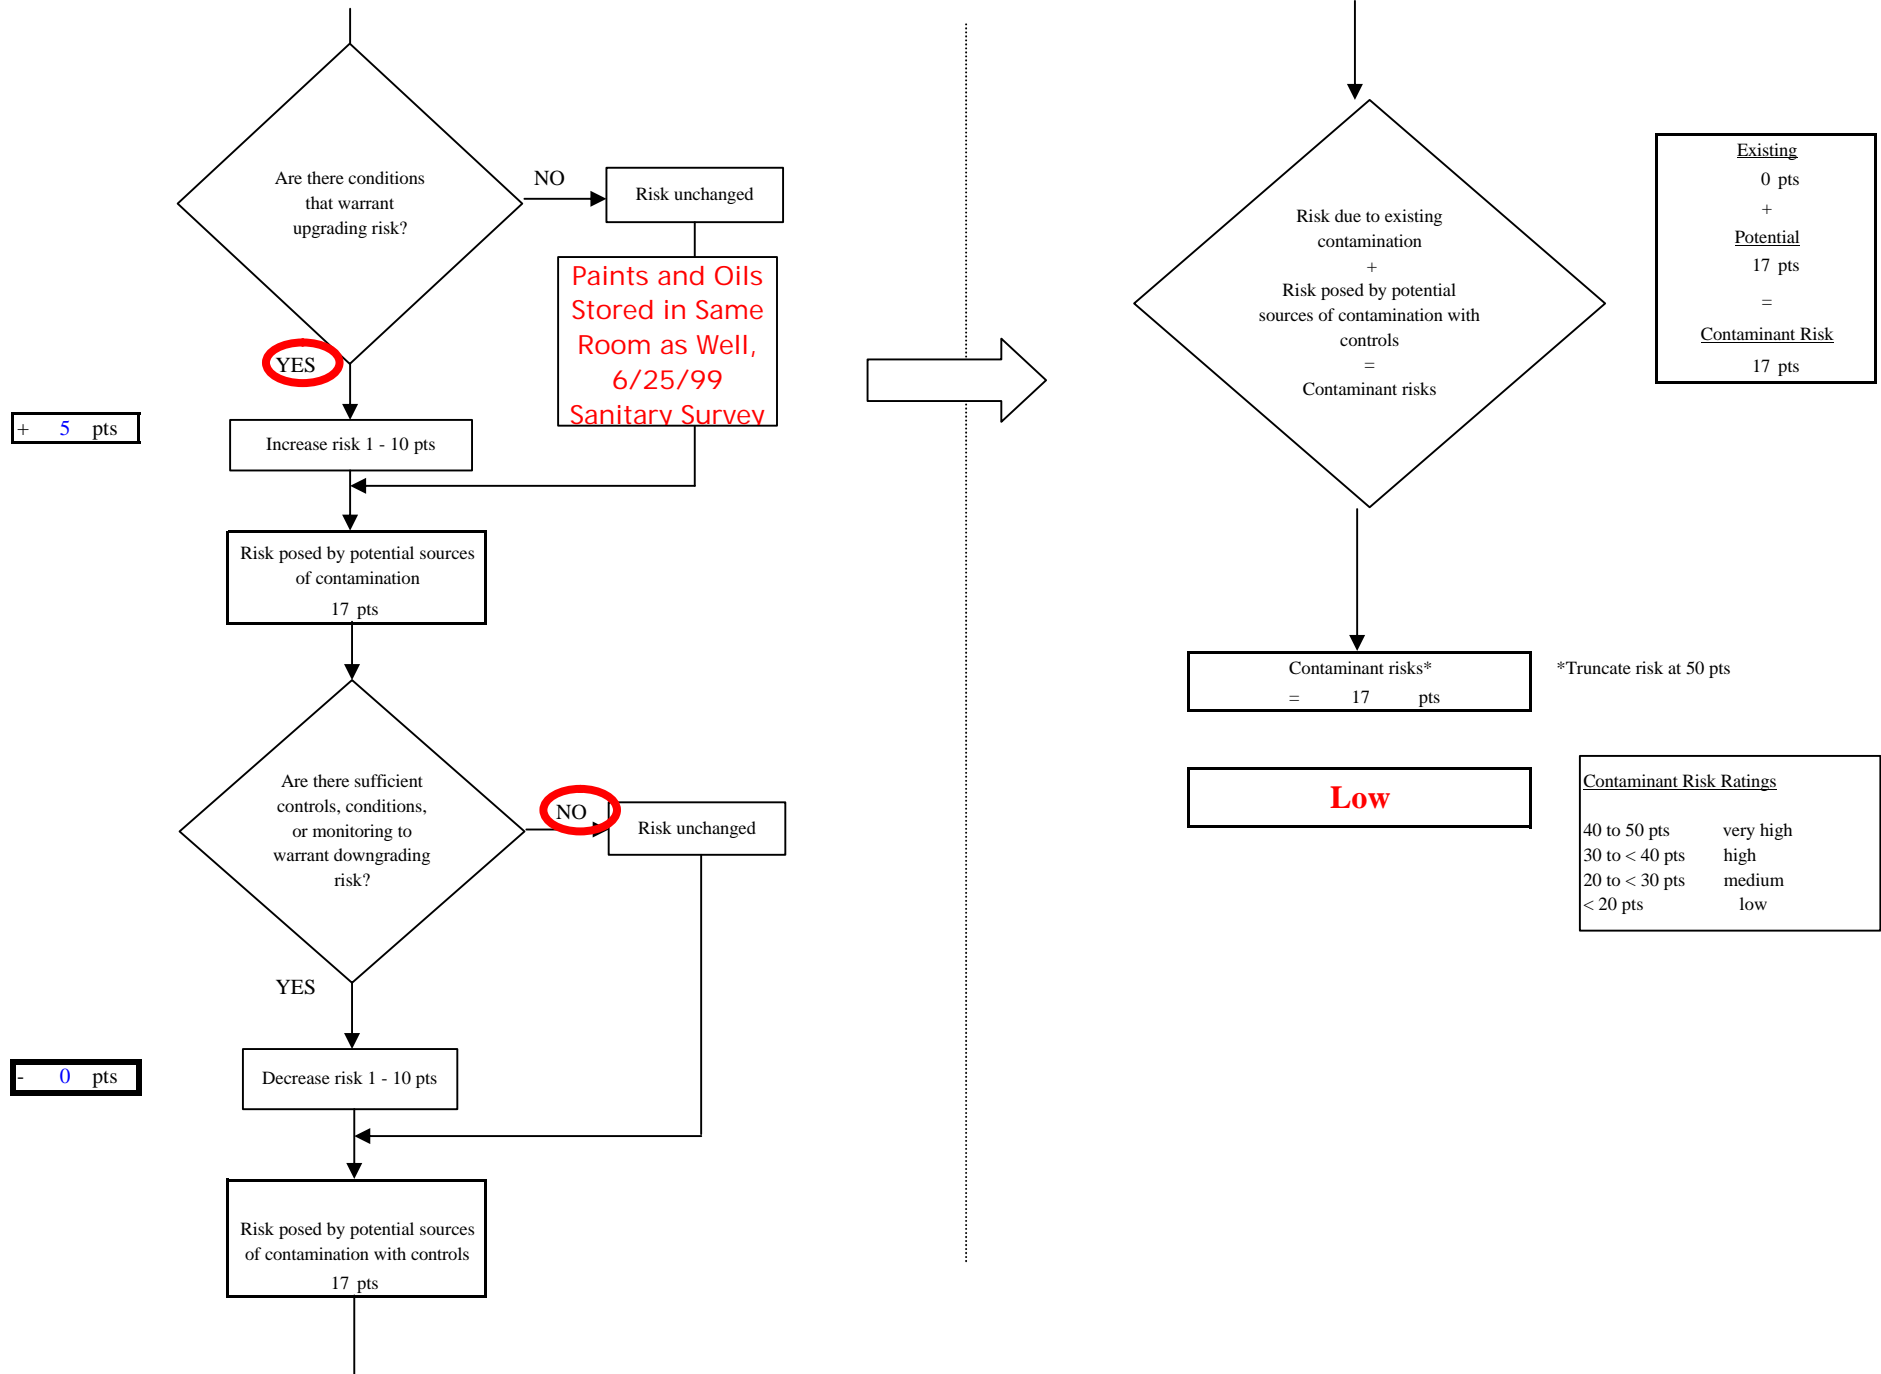 Are there conditions
that warrant
upgrading risk?
NO
Risk unchanged
Paints and Oils
Stored in Same
Room as Well,
6/25/99
Sanitary Survey
YES
+ 5 pts
Increase risk 1 - 10 pts
Risk posed by potential sources
of contamination
17 pts
Are there sufficient
controls, conditions,
or monitoring to
warrant downgrading
risk?
NO
Risk unchanged
YES
- 0 pts
Decrease risk 1 - 10 pts
Risk posed by potential sources
of contamination with controls
17 pts
Risk due to existing
contamination
+
Risk posed by potential
sources of contamination with
controls
=
Contaminant risks
Existing
0 pts
+
Potential
17 pts
=
Contaminant Risk
17 pts
Contaminant risks*
= 17 pts
*Truncate risk at 50 pts
Low
Contaminant Risk Ratings
40 to 50 pts very high
30 to < 40 pts high
20 to < 30 pts medium
< 20 pts low